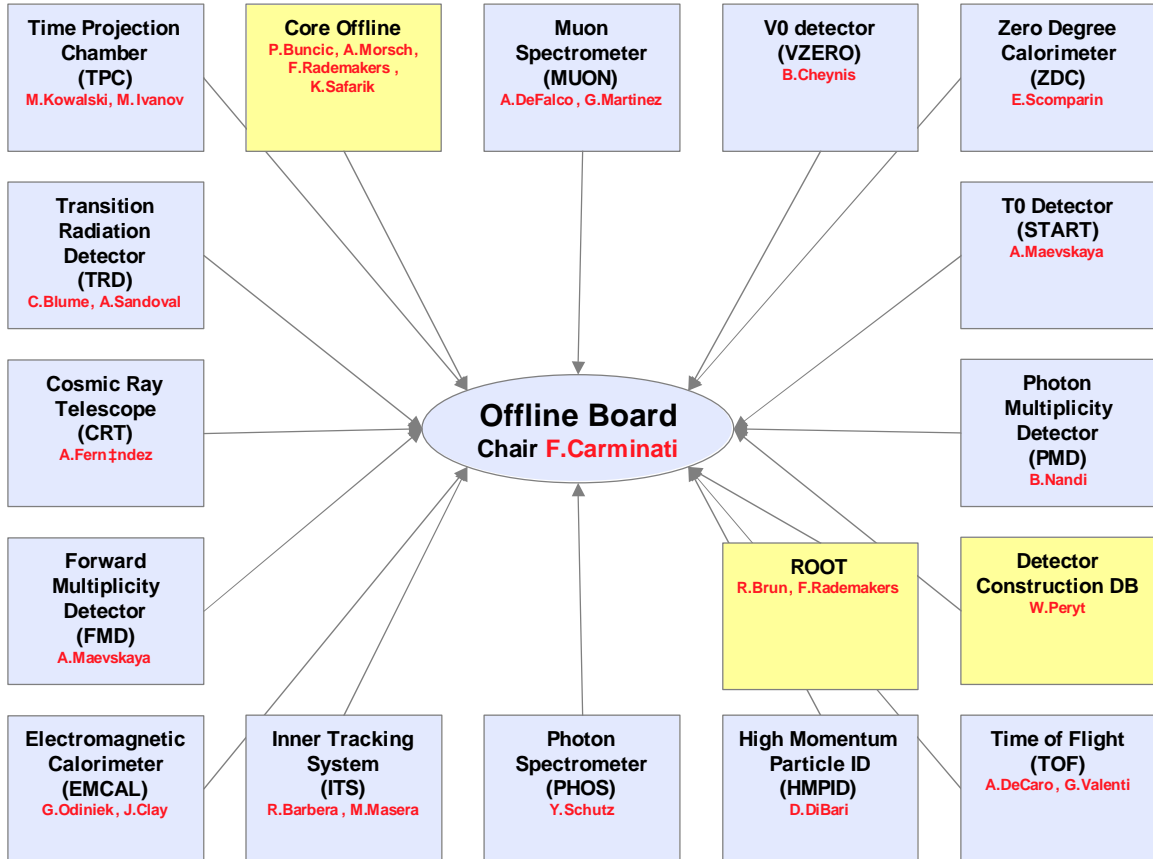 Time Projection
Chamber
(TPC)
M.Kowalski, M.Ivanov
Core Offline
P.Buncic, A.Morsch,
F.Rademakers ,
K.Safarik
Muon
Spectrometer
(MUON)
A.DeFalco , G.Martinez
V0 detector
(VZERO)
B.Cheynis
Zero Degree
Calorimeter
(ZDC)
E.Scomparin
Transition
Radiation
Detector
(TRD)
C.Blume, A.Sandoval
T0 Detector
(START)
A.Maevskaya
Cosmic Ray
Telescope
(CRT)
A.Fern‡ndez
Offline Board
Chair F.Carminati
Photon
Multiplicity
Detector
(PMD)
B.Nandi
Forward
Multiplicity
Detector
(FMD)
A.Maevskaya
ROOT
R.Brun, F.Rademakers
Detector
Construction DB
W.Peryt
Electromagnetic
Calorimeter
(EMCAL)
G.Odiniek, J.Clay
Inner Tracking
System
(ITS)
R.Barbera , M.Masera
Photon
Spectrometer
(PHOS)
Y.Schutz
High Momentum
Particle ID
(HMPID)
D.DiBari
Time of Flight
(TOF)
A.DeCaro , G.Valenti